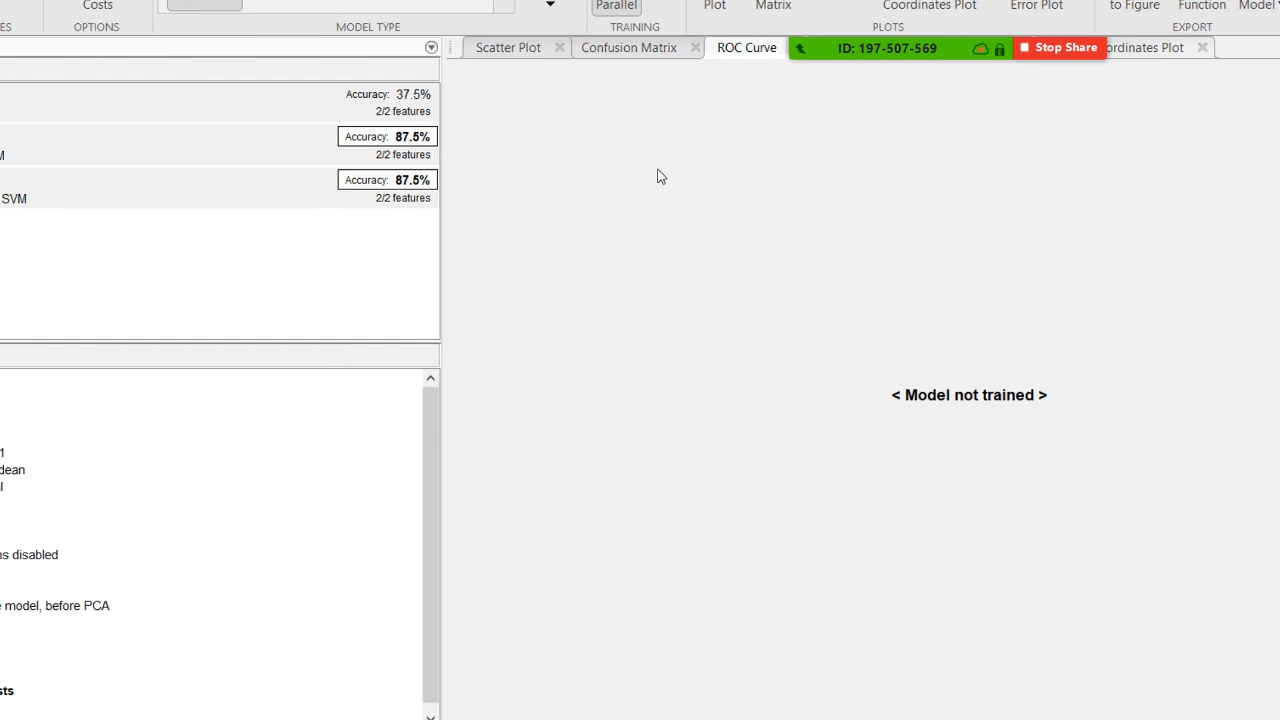 Costs
Parallel
Plot
Matrix
Coordinates Plot
Error Plot
to Figure
Function
Model
OPTIONS
MODEL TYPE
TRAINING
PLOTS
EXPORT
Scatter Plot
Confusion Matrix
ROC Curve
ID: 197-507-569
Stop Share
ordinates Plot
Accuracy: 37.5%
2/2 features
Accuracy: 87.5%
2/2 features
Accuracy: 87.5%
SVM
2/2 features
< Model not trained >
1
dean
l
ns disabled
e model, before PCA
sts